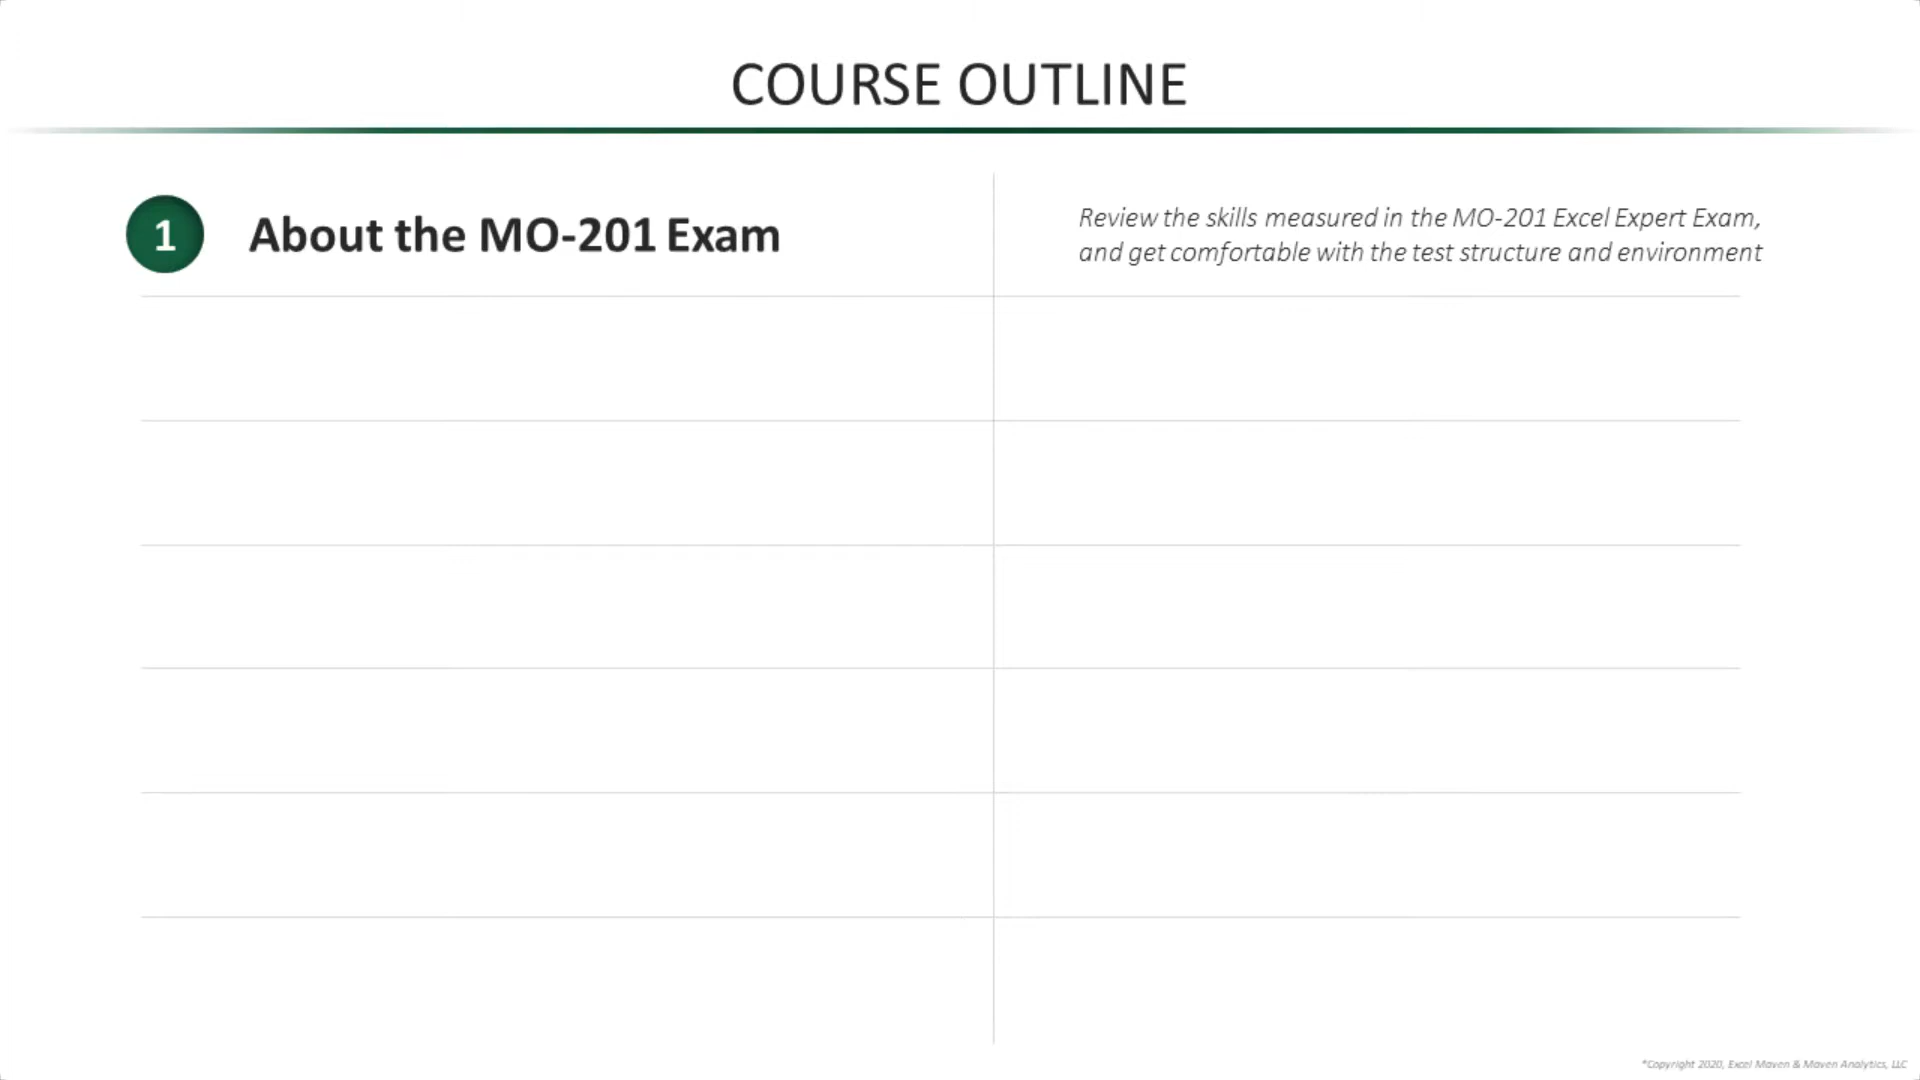 COURSE OUTLINE
1
About the MO-201 Exam
Review the skills measured in the MO-201 Excel Expert Exam,
and get comfortable with the test structure and environment
*Copyright 2020, Excel Maven & Maven Analytics, LLC